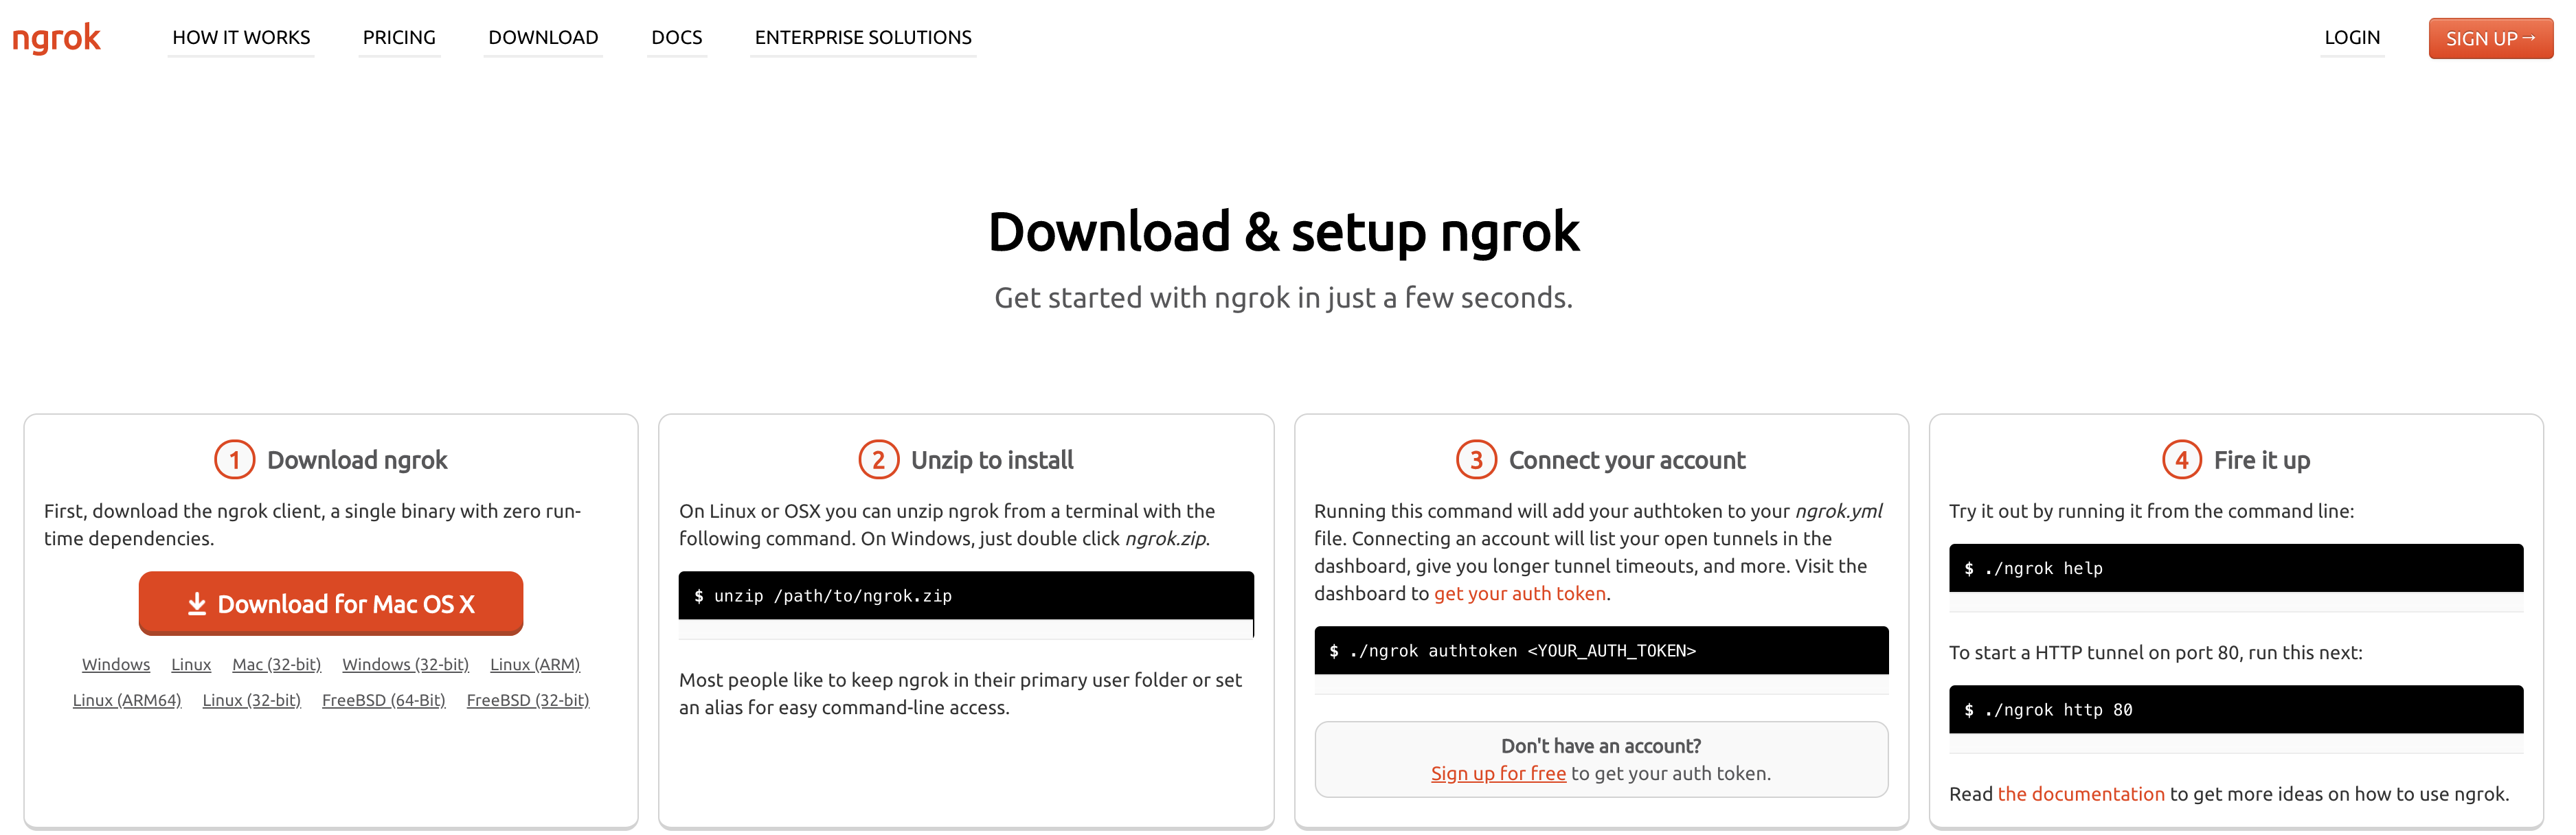 ngrok HOW IT WORKS PRICING DOWNLOAD DOCS ENTERPRISE SOLUTIONS LOGIN SIGN UP →
Download & setup ngrok
Get started with ngrok in just a few seconds.
1 Download ngrok
First, download the ngrok client, a single binary with zero run-
time dependencies.
Download for Mac OS X
Windows Linux Mac (32-bit) Windows (32-bit) Linux (ARM)
Linux (ARM64) Linux (32-bit) FreeBSD (64-Bit) FreeBSD (32-bit)
2 Unzip to install
On Linux or OSX you can unzip ngrok from a terminal with the
following command. On Windows, just double click ngrok.zip.
$ unzip /path/to/ngrok.zip
Most people like to keep ngrok in their primary user folder or set
an alias for easy command-line access.
3 Connect your account
Running this command will add your authtoken to your ngrok.yml
file. Connecting an account will list your open tunnels in the
dashboard, give you longer tunnel timeouts, and more. Visit the
dashboard to get your auth token.
$ ./ngrok authtoken <YOUR_AUTH_TOKEN>
Don't have an account?
Sign up for free to get your auth token.
4 Fire it up
Try it out by running it from the command line:
$ ./ngrok help
To start a HTTP tunnel on port 80, run this next:
$ ./ngrok http 80
Read the documentation to get more ideas on how to use ngrok.